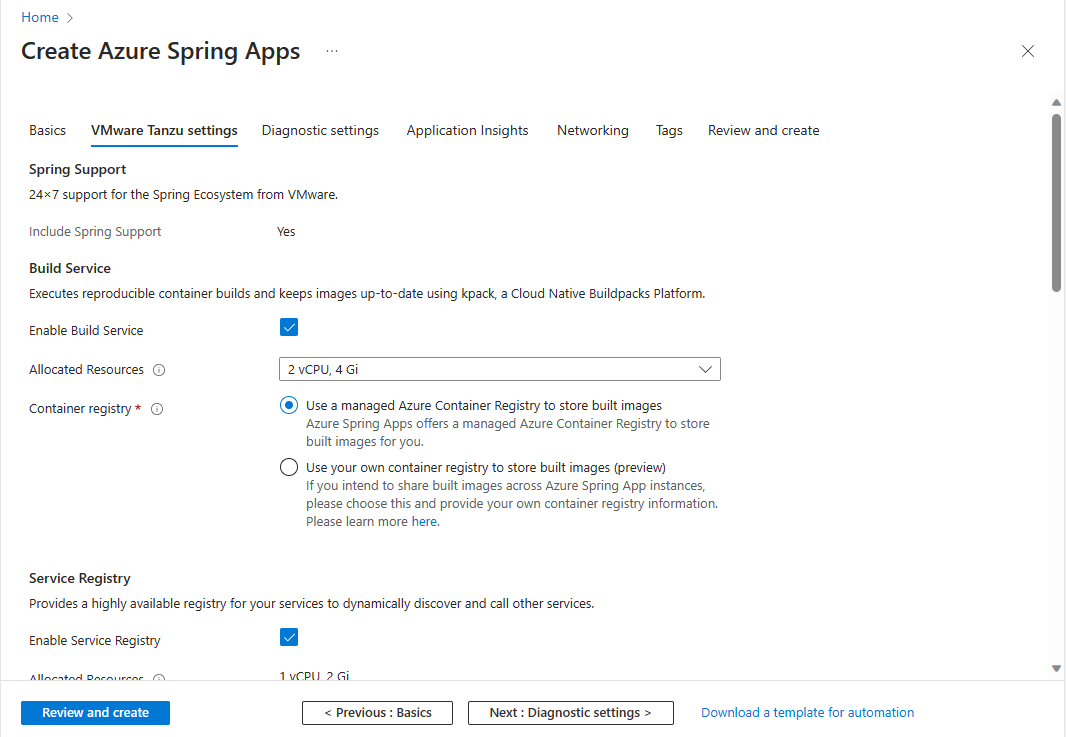 Home >
Create Azure Spring Apps ...
Basics VMware Tanzu settings Diagnostic settings Application Insights Networking Tags Review and create
Spring Support
24×7 support for the Spring Ecosystem from VMware.
Include Spring Support Yes
Build Service
Executes reproducible container builds and keeps images up-to-date using kpack, a Cloud Native Buildpacks Platform.
Enable Build Service
Allocated Resources 2 vCPU, 4 Gi
Container registry * Use a managed Azure Container Registry to store built images
Azure Spring Apps offers a managed Azure Container Registry to store
built images for you.
Use your own container registry to store built images (preview)
If you intend to share built images across Azure Spring App instances,
please choose this and provide your own container registry information.
Please learn more here.
Service Registry
Provides a highly available registry for your services to dynamically discover and call other services.
Enable Service Registry
Allocated Resources 1 vCPU, 2 Gi
Review and create < Previous : Basics Next : Diagnostic settings > Download a template for automation